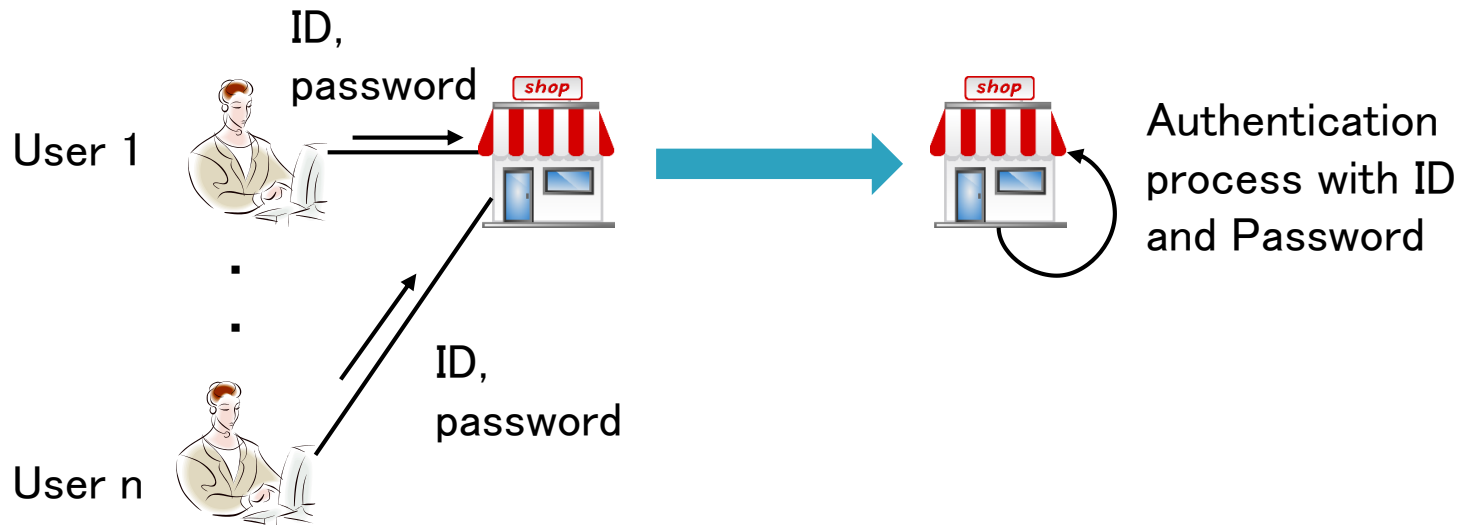 ID,
password
shop
User 1
shop
Authentication
process with ID
and Password
.
.
ID,
password
User n